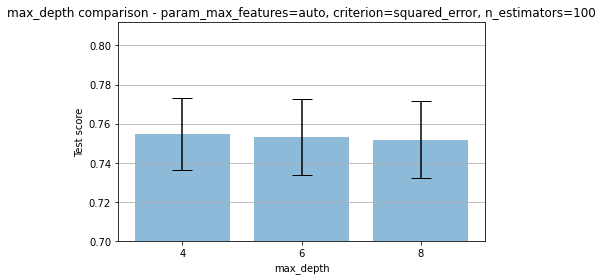 max_depth comparison - param_max_features=auto, criterion=squared_error, n_estimators=100
0.80
0.78
0.76
0.74
0.72
0.70
Test score
4 6 8
max_depth